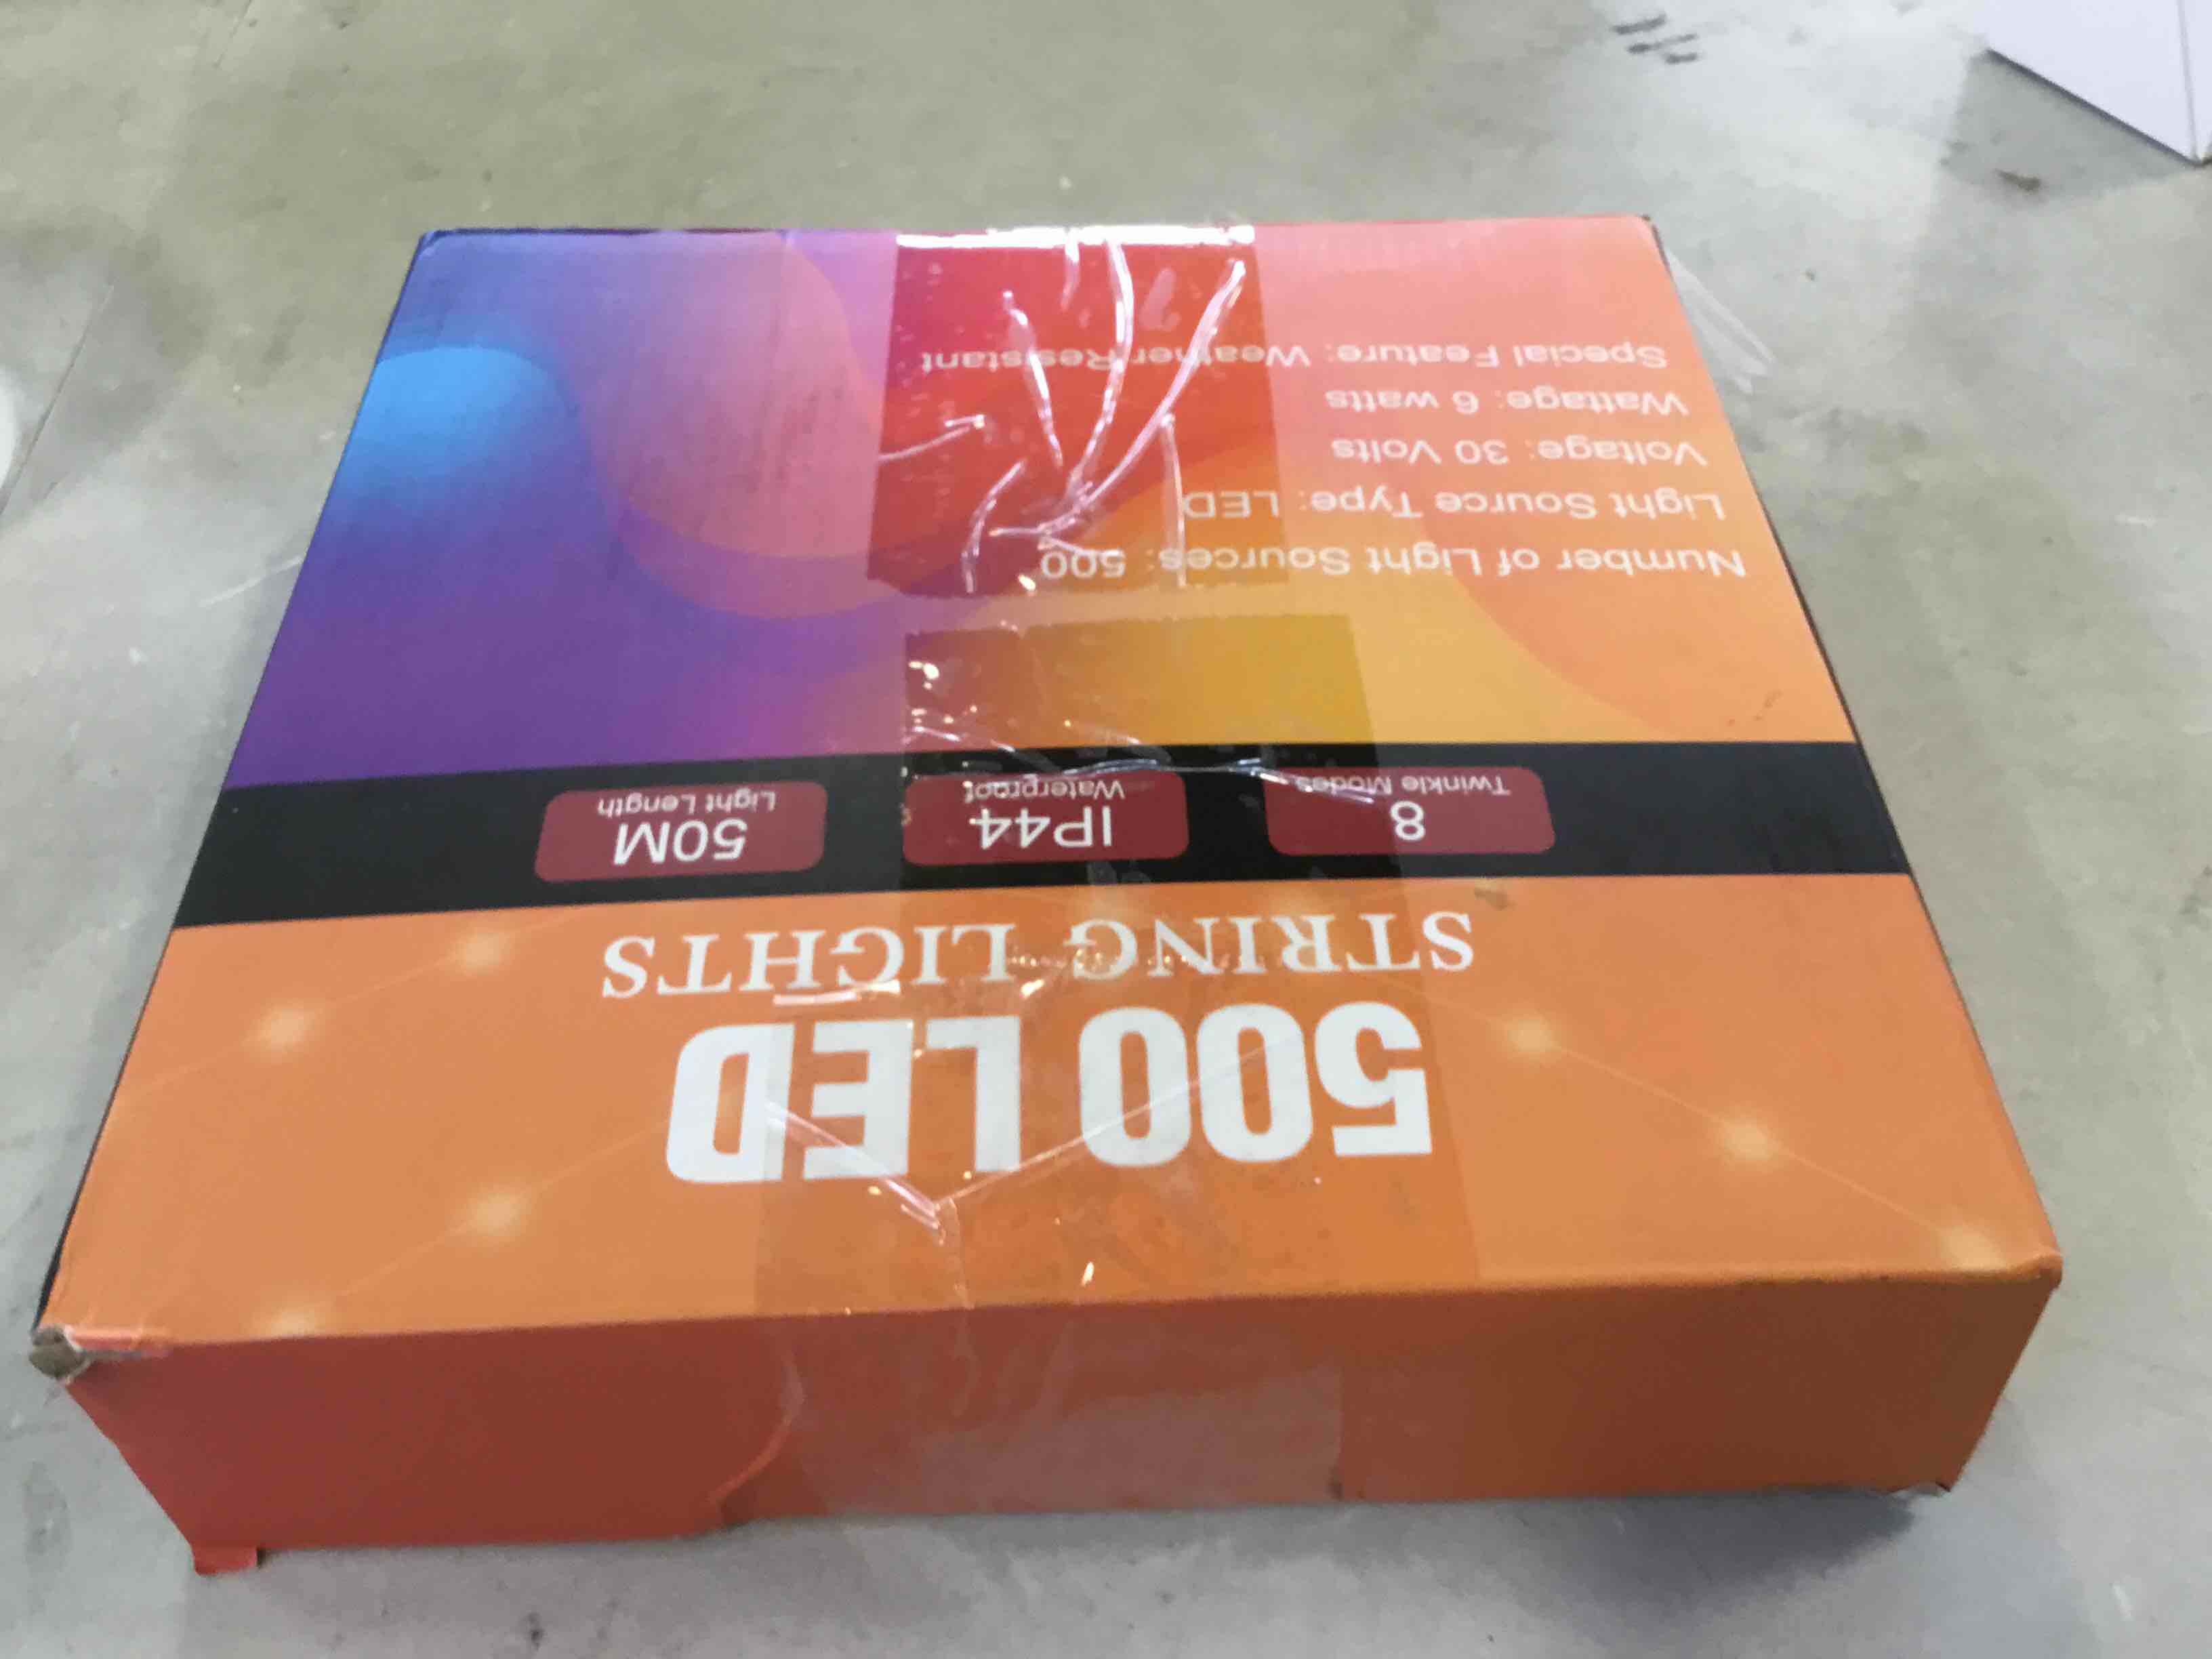 500 LED
STRING LIGHTS
8
Twinkle Modes
IP44
Waterproof
50M
Light Length
Number of Light Sources: 500
Light Source Type: LED
Voltage: 30 Volts
Wattage: 6 watts
Special Feature: Weather Resistant